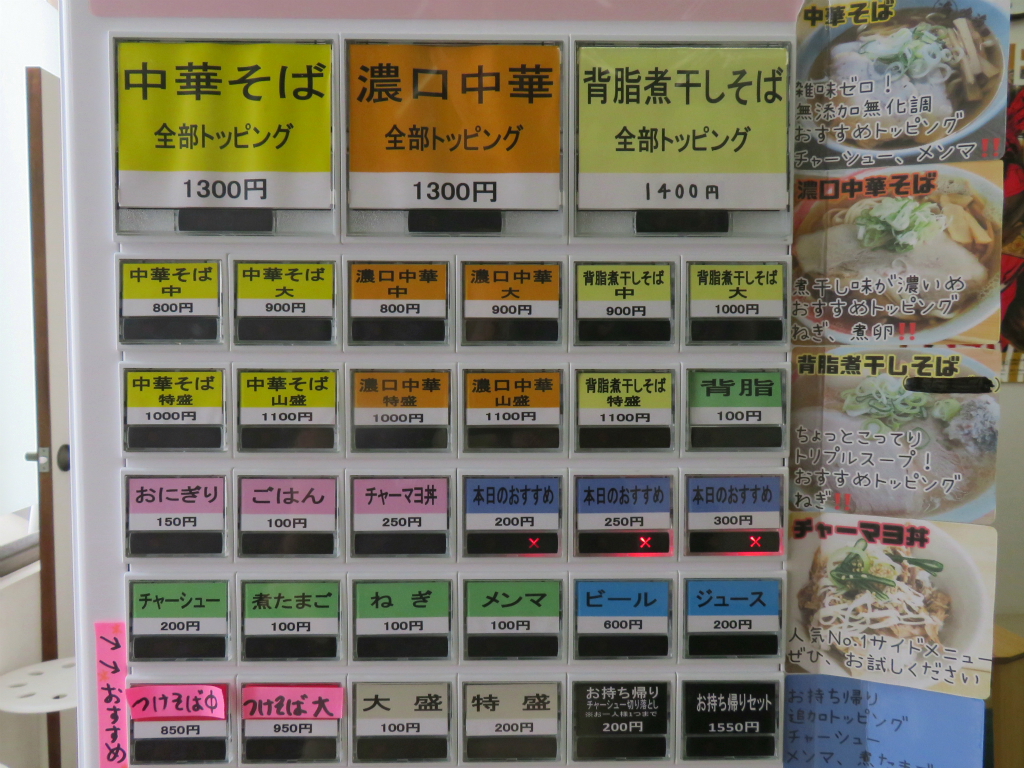 中華そば
全部トッピング
1300円
濃口中華
全部トッピング
1300円
背脂煮干しそば
全部トッピング
1400円
中華そば
中
800円
中華そば
大
900円
濃口中華
中
800円
濃口中華
大
900円
背脂煮干しそば
中
900円
背脂煮干しそば
大
1000円
中華そば
特盛
1000円
中華そば
山盛
1100円
濃口中華
特盛
1000円
濃口中華
山盛
1100円
背脂煮干しそば
特盛
1100円
背脂
100円
おにぎり
150円
ごはん
100円
チャーマヨ丼
250円
本日のおすすめ
200円
×
本日のおすすめ
250円
×
本日のおすすめ
300円
×
チャーシュー
200円
煮たまご
100円
ねぎ
100円
メンマ
100円
ビール
600円
ジュース
200円
つけそば中
850円
つけそば大
950円
大盛
100円
特盛
200円
お持ち帰り
チャーシュー切り落とし
※お一人様1つまで
200円
お持ち帰りセット
1550円
→→おすすめ
中華そば
雑味ゼロ!
無添加無化調
おすすめトッピング
チャーシュー、メンマ!!
濃口中華そば
煮干し味が濃いめ
おすすめトッピング
ねぎ、煮卵!!
背脂煮干しそば
ちょっとこってり
トリプルスープ!
おすすめトッピング
ねぎ!!
チャーマヨ丼
人気No.1サイドメニュー
ぜひ、お試しください
お持ち帰り
追加トッピング
チャーシュー
メンマ、煮たまご